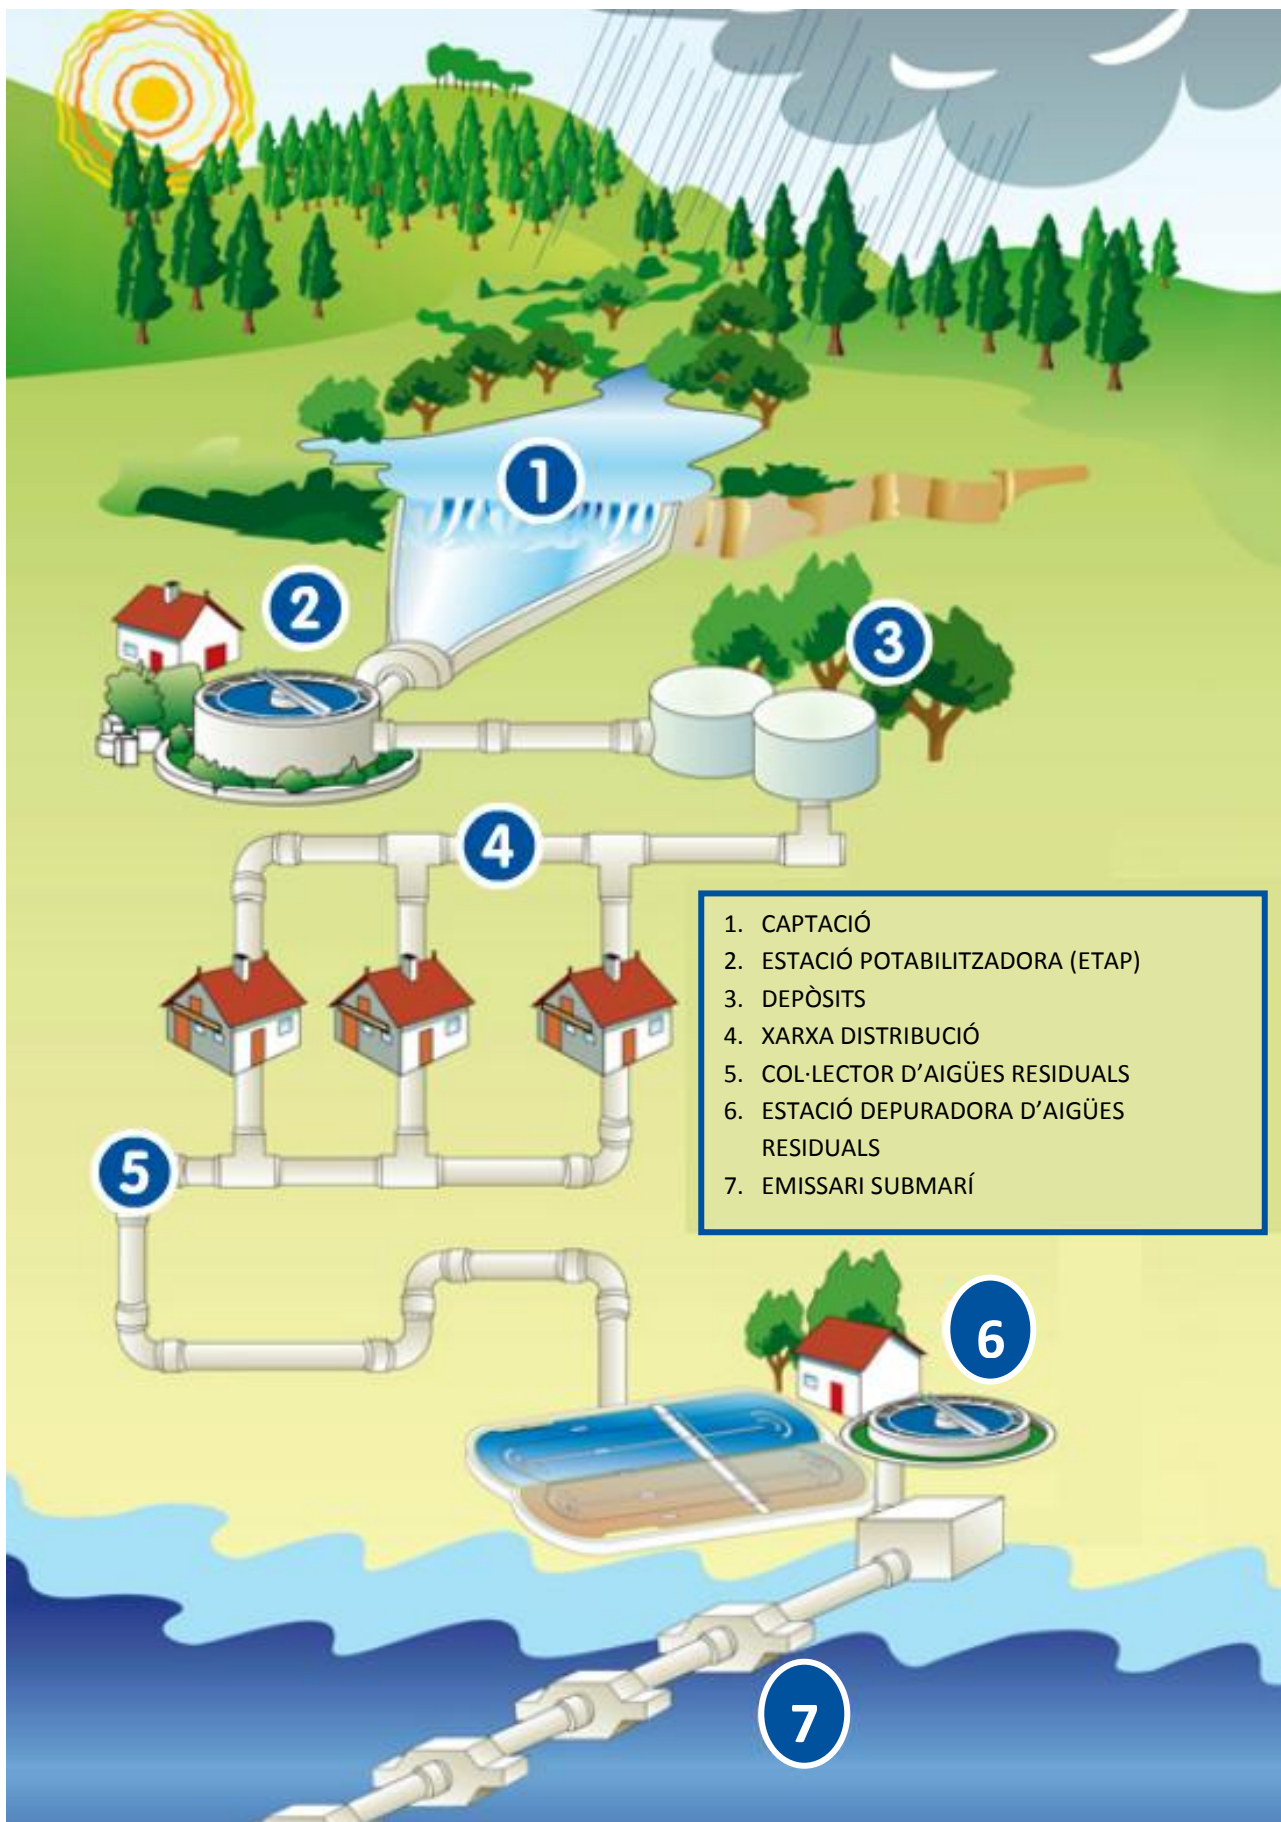 1
2
3
4
1. CAPTACIÓ
2. ESTACIÓ POTABILITZADORA (ETAP)
3. DEPÒSITS
4. XARXA DISTRIBUCIÓ
5. COL·LECTOR D'AIGÜES RESIDUALS
6. ESTACIÓ DEPURADORA D'AIGÜES
RESIDUALS
7. EMISSARI SUBMARÍ
5
6
7